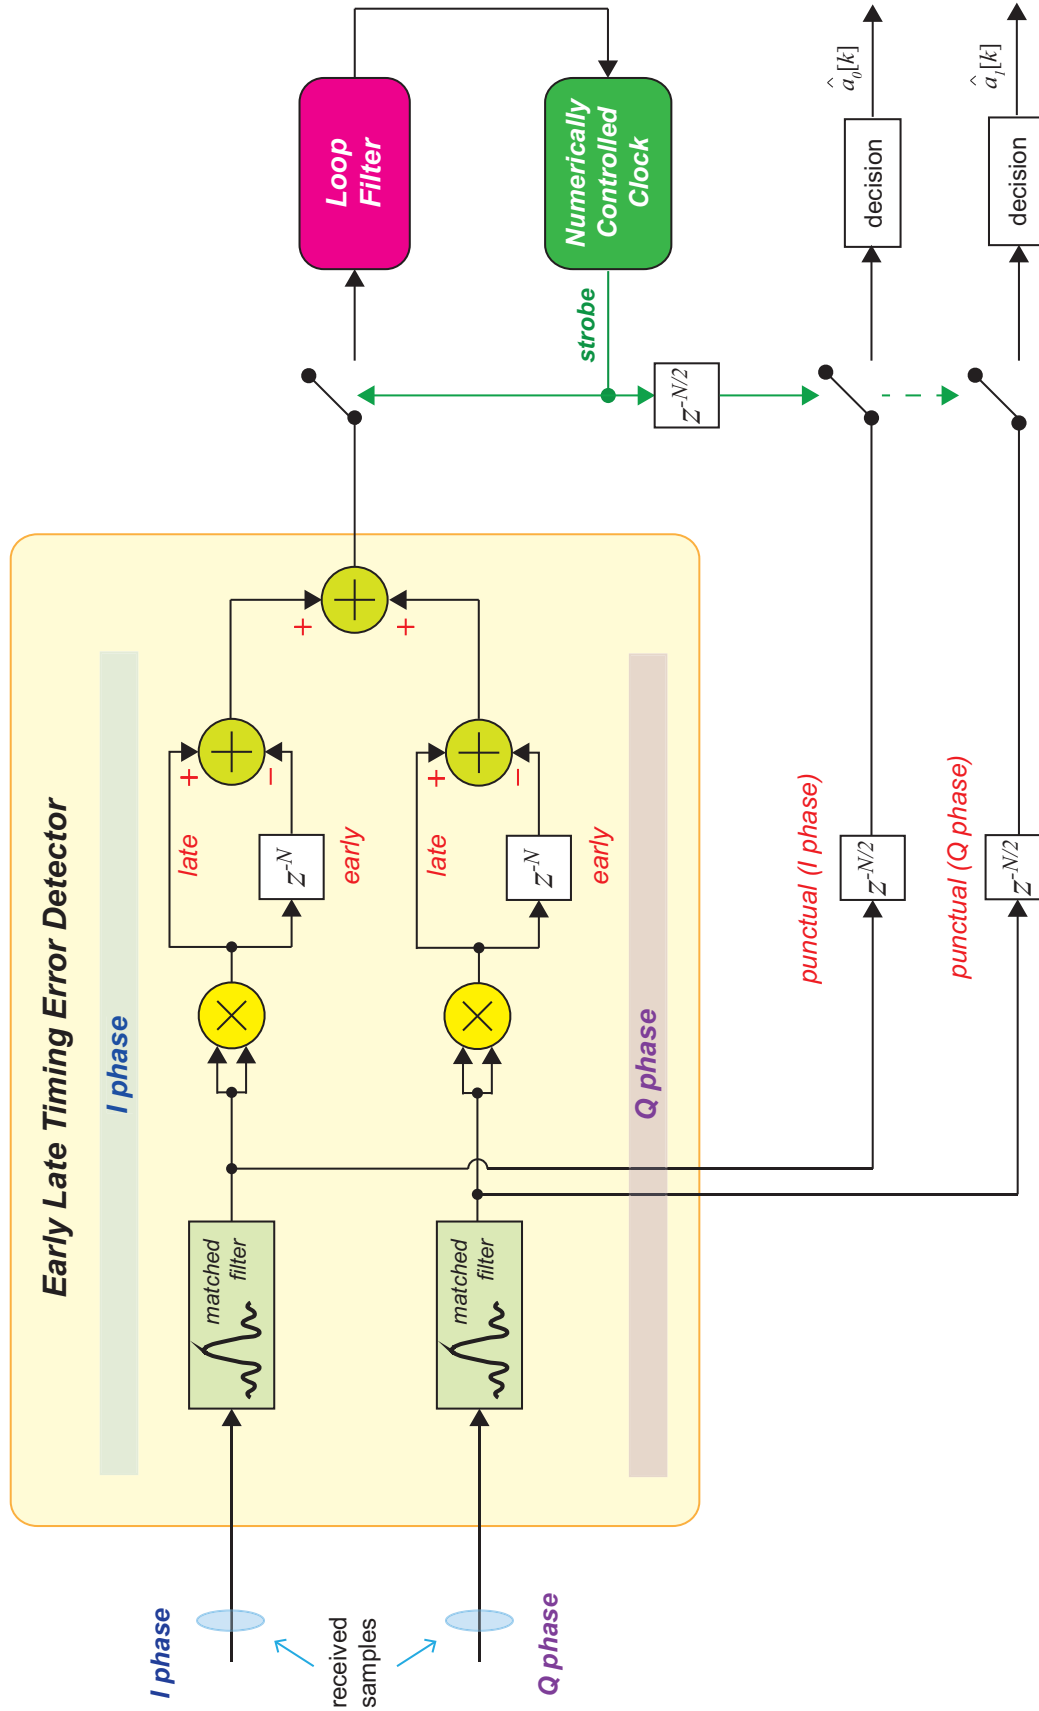 Early Late Timing Error Detector
I phase
I phase
received
samples
Q phase
Q phase
matched
filter
matched
filter
late
+
−
z^-N
early
late
+
−
z^-N
early
+
+
Loop
Filter
Numerically
Controlled
Clock
strobe
z^-N/2
punctual (I phase)
z^-N/2
decision
â₀[k]
punctual (Q phase)
z^-N/2
decision
â₁[k]